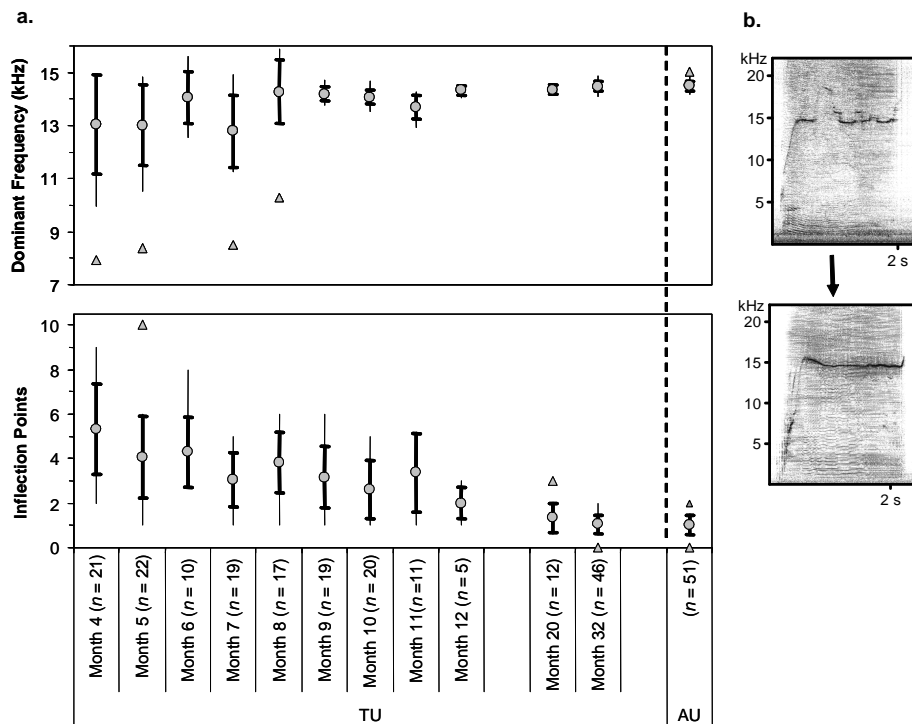 a.
Dominant Frequency (kHz)
15
13
11
9
8
7
Inflection Points
10
8
6
4
2
0
Month 4 (n = 21)
Month 5 (n = 22)
Month 6 (n = 10)
Month 7 (n = 19)
Month 8 (n = 17)
Month 9 (n = 19)
Month 10 (n = 20)
Month 11(n =11)
Month 12 (n = 5)
Month 20 (n = 12)
Month 32 (n = 46)
(n = 51)
TU
AU
b.
kHz
20
15
10
5
2 s
kHz
20
15
10
5
2 s